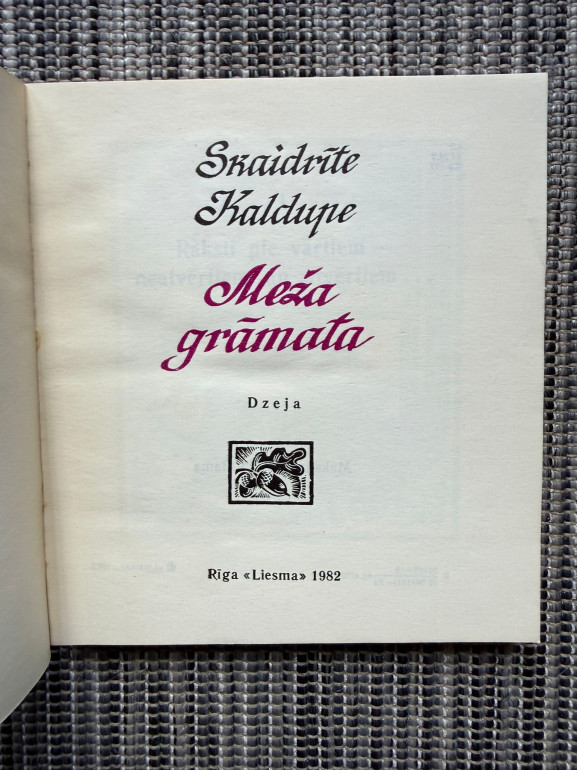 Skaidrīte
Kaldupe
Meža
grāmata
Dzeja
Rīga «Liesma» 1982